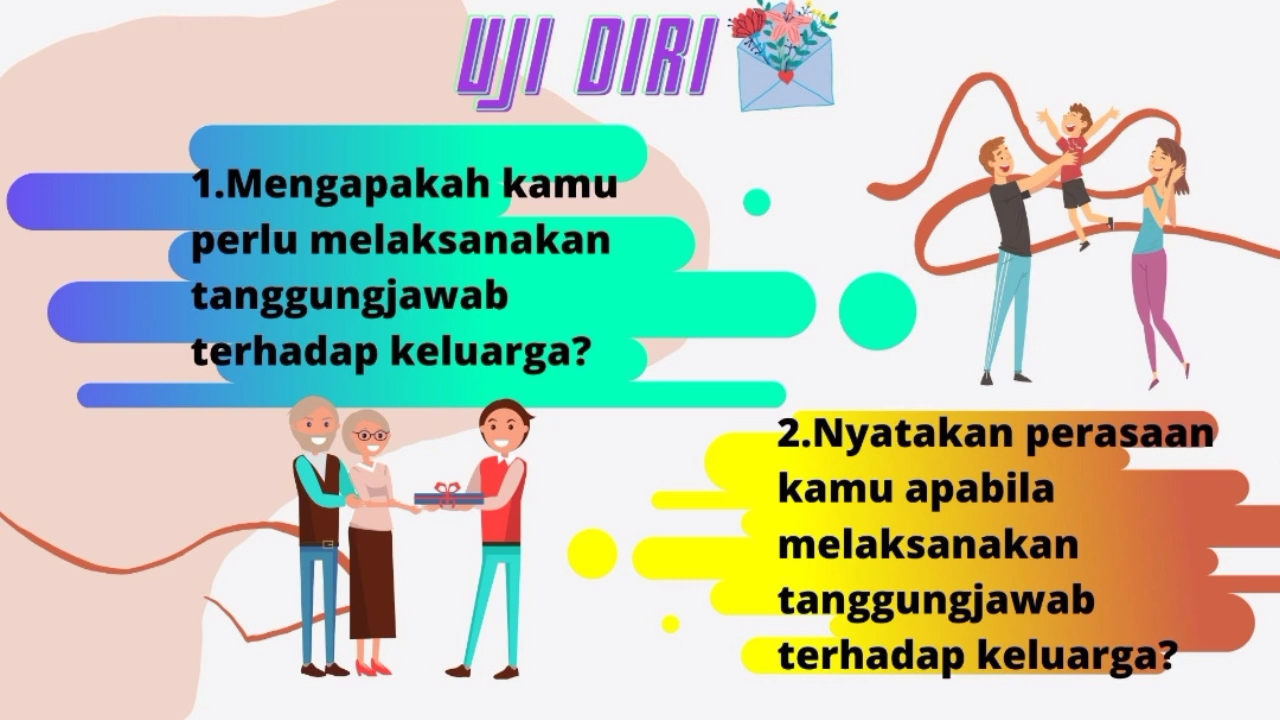 UJI DIRI
1.Mengapakah kamu
perlu melaksanakan
tanggungjawab
terhadap keluarga?
2.Nyatakan perasaan
kamu apabila
melaksanakan
tanggungjawab
terhadap keluarga?